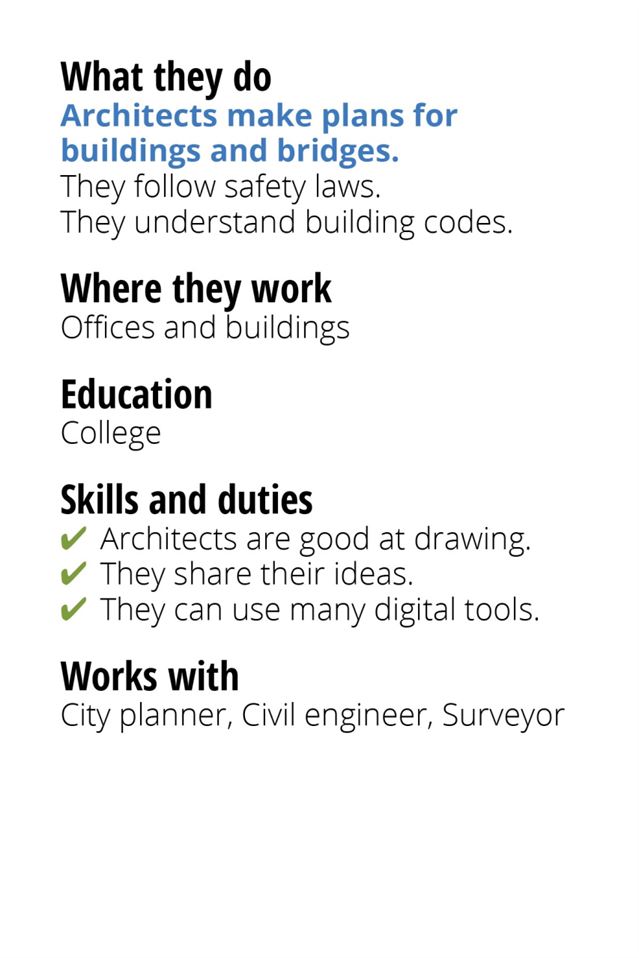 What they do
Architects make plans for
buildings and bridges.
They follow safety laws.
They understand building codes.
Where they work
Offices and buildings
Education
College
Skills and duties
✔ Architects are good at drawing.
✔ They share their ideas.
✔ They can use many digital tools.
Works with
City planner, Civil engineer, Surveyor